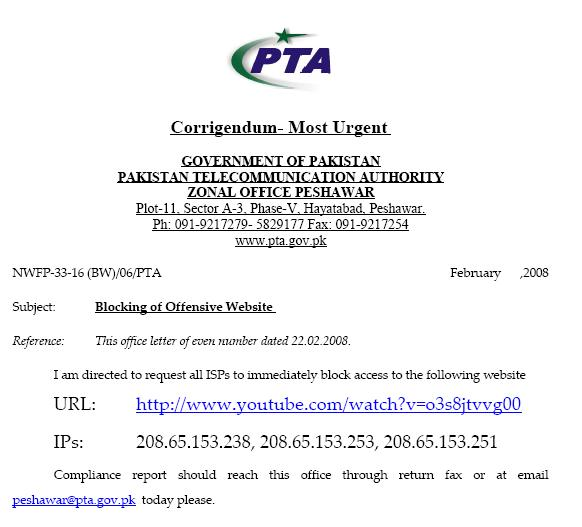 PTA
Corrigendum- Most Urgent
GOVERNMENT OF PAKISTAN
PAKISTAN TELECOMMUNICATION AUTHORITY
ZONAL OFFICE PESHAWAR
Plot-11, Sector A-3, Phase-V, Hayatabad, Peshawar.
Ph: 091-9217279- 5829177 Fax: 091-9217254
www.pta.gov.pk
NWFP-33-16 (BW)/06/PTA February ,2008
Subject: Blocking of Offensive Website
Reference: This office letter of even number dated 22.02.2008.
I am directed to request all ISPs to immediately block access to the following website
URL: http://www.youtube.com/watch?v=o3s8jtvvg00
IPs: 208.65.153.238, 208.65.153.253, 208.65.153.251
Compliance report should reach this office through return fax or at email
peshawar@pta.gov.pk today please.